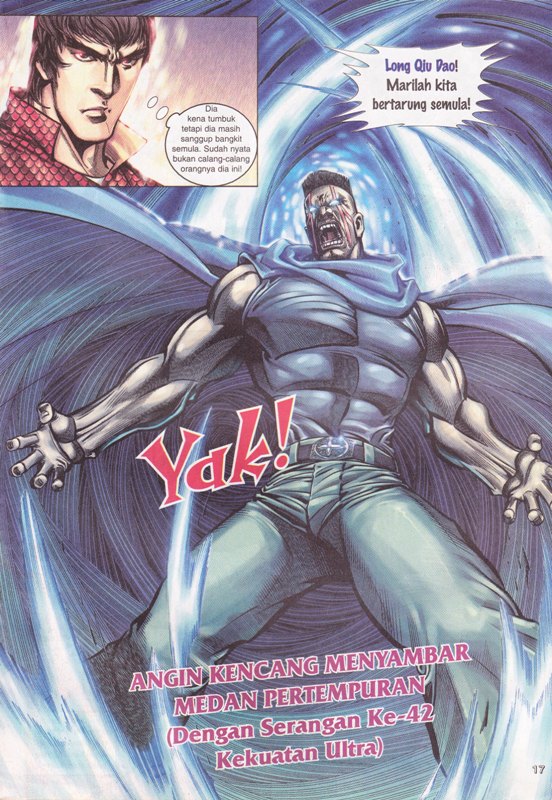 Dia
kena tumbuk
tetapi dia masih
sanggup bangkit
semula. Sudah nyata
bukan calang-calang
orangnya dia ini!
Long Qiu Dao!
Marilah kita
bertarung semula!
Yak!
ANGIN KENCANG MENYAMBAR
MEDAN PERTEMPURAN
(Dengan Serangan Ke-42
Kekuatan Ultra)
17